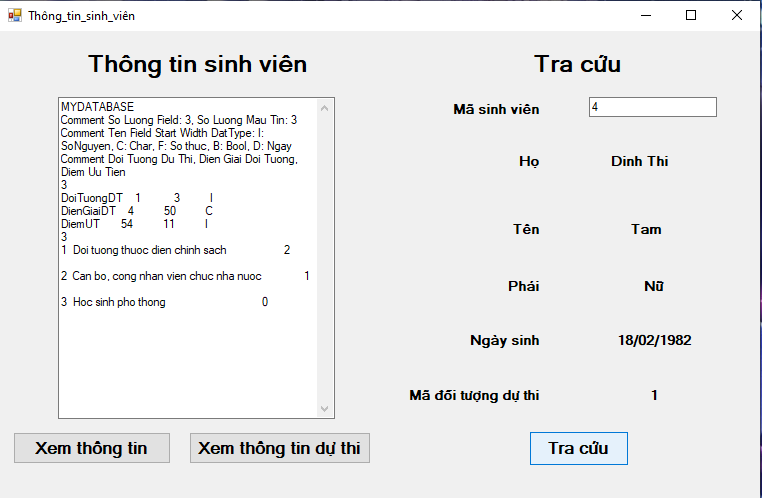 Thông_tin_sinh_viên
Thông tin sinh viên
MYDATABASE
Comment So Luong Field: 3, So Luong Mau Tin: 3
Comment Ten Field Start Width DatType: I:
SoNguyen, C: Char, F: So thuc, B: Bool, D: Ngay
Comment Doi Tuong Du Thi, Dien Giai Doi Tuong,
Diem Uu Tien
3
DoiTuongDT 1 3 I
DienGiaiDT 4 50 C
DiemUT 54 11 I
3
1 Doi tuong thuoc dien chinh sach 2
2 Can bo, cong nhan vien chuc nha nuoc 1
3 Hoc sinh pho thong 0
Xem thông tin
Xem thông tin dự thi
Tra cứu
Mã sinh viên 4
Họ Dinh Thi
Tên Tam
Phái Nữ
Ngày sinh 18/02/1982
Mã đối tượng dự thi 1
Tra cứu